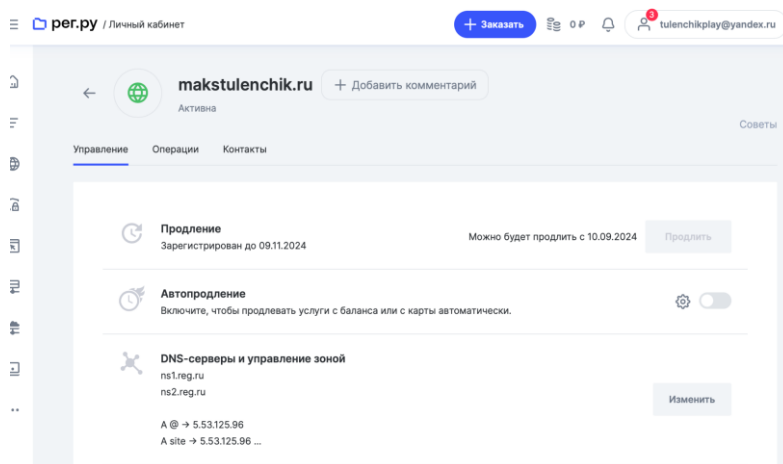 рег.ру / Личный кабинет
+ Заказать
0 ₽
3
tulenchikplay@yandex.ru
makstulenchik.ru
+ Добавить комментарий
Активна
Советы
Управление
Операции
Контакты
Продление
Зарегистрирован до 09.11.2024
Можно будет продлить с 10.09.2024
Продлить
Автопродление
Включите, чтобы продлевать услуги с баланса или с карты автоматически.
DNS-серверы и управление зоной
ns1.reg.ru
ns2.reg.ru
Изменить
A @ → 5.53.125.96
A site → 5.53.125.96 ...